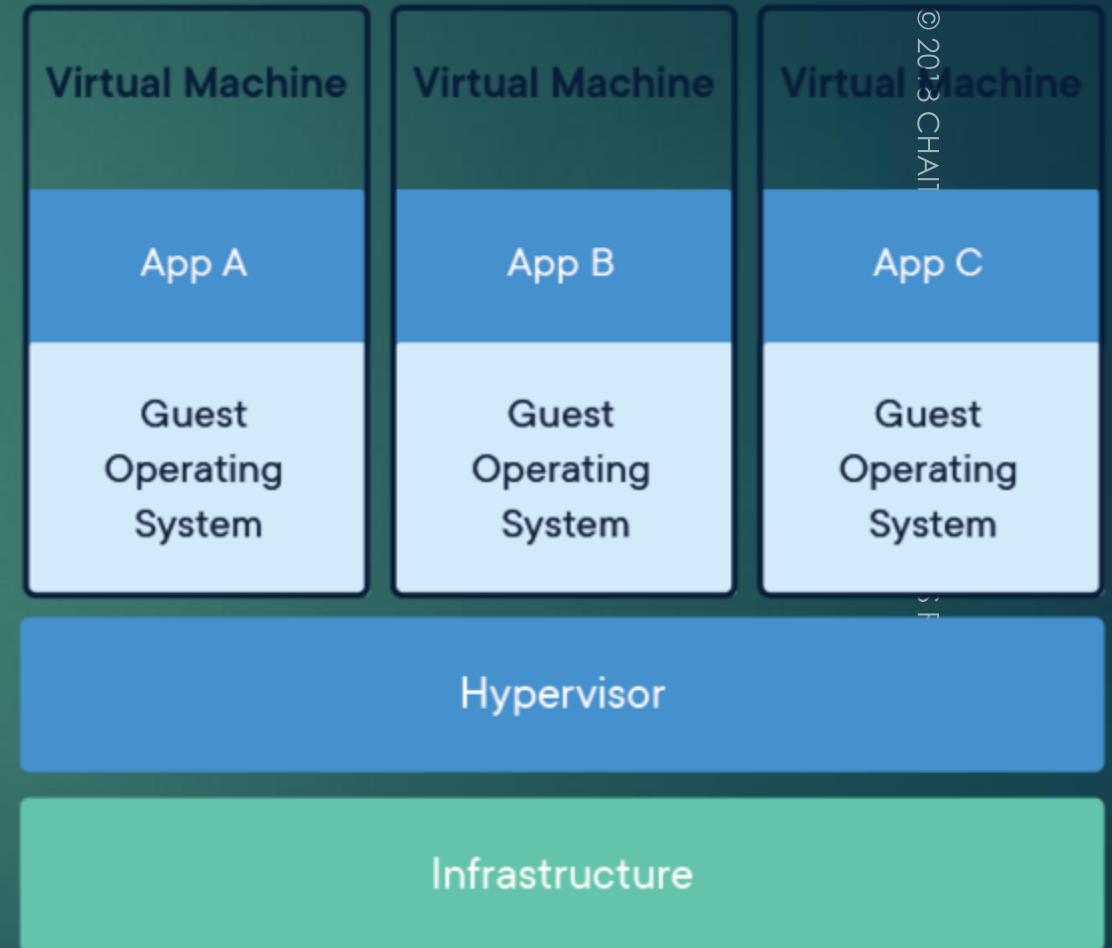 Virtual Machine
Virtual Machine
Virtual Machine
© 2013
App A
App B
App C
Guest
Operating
System
Guest
Operating
System
Guest
Operating
System
Hypervisor
Infrastructure